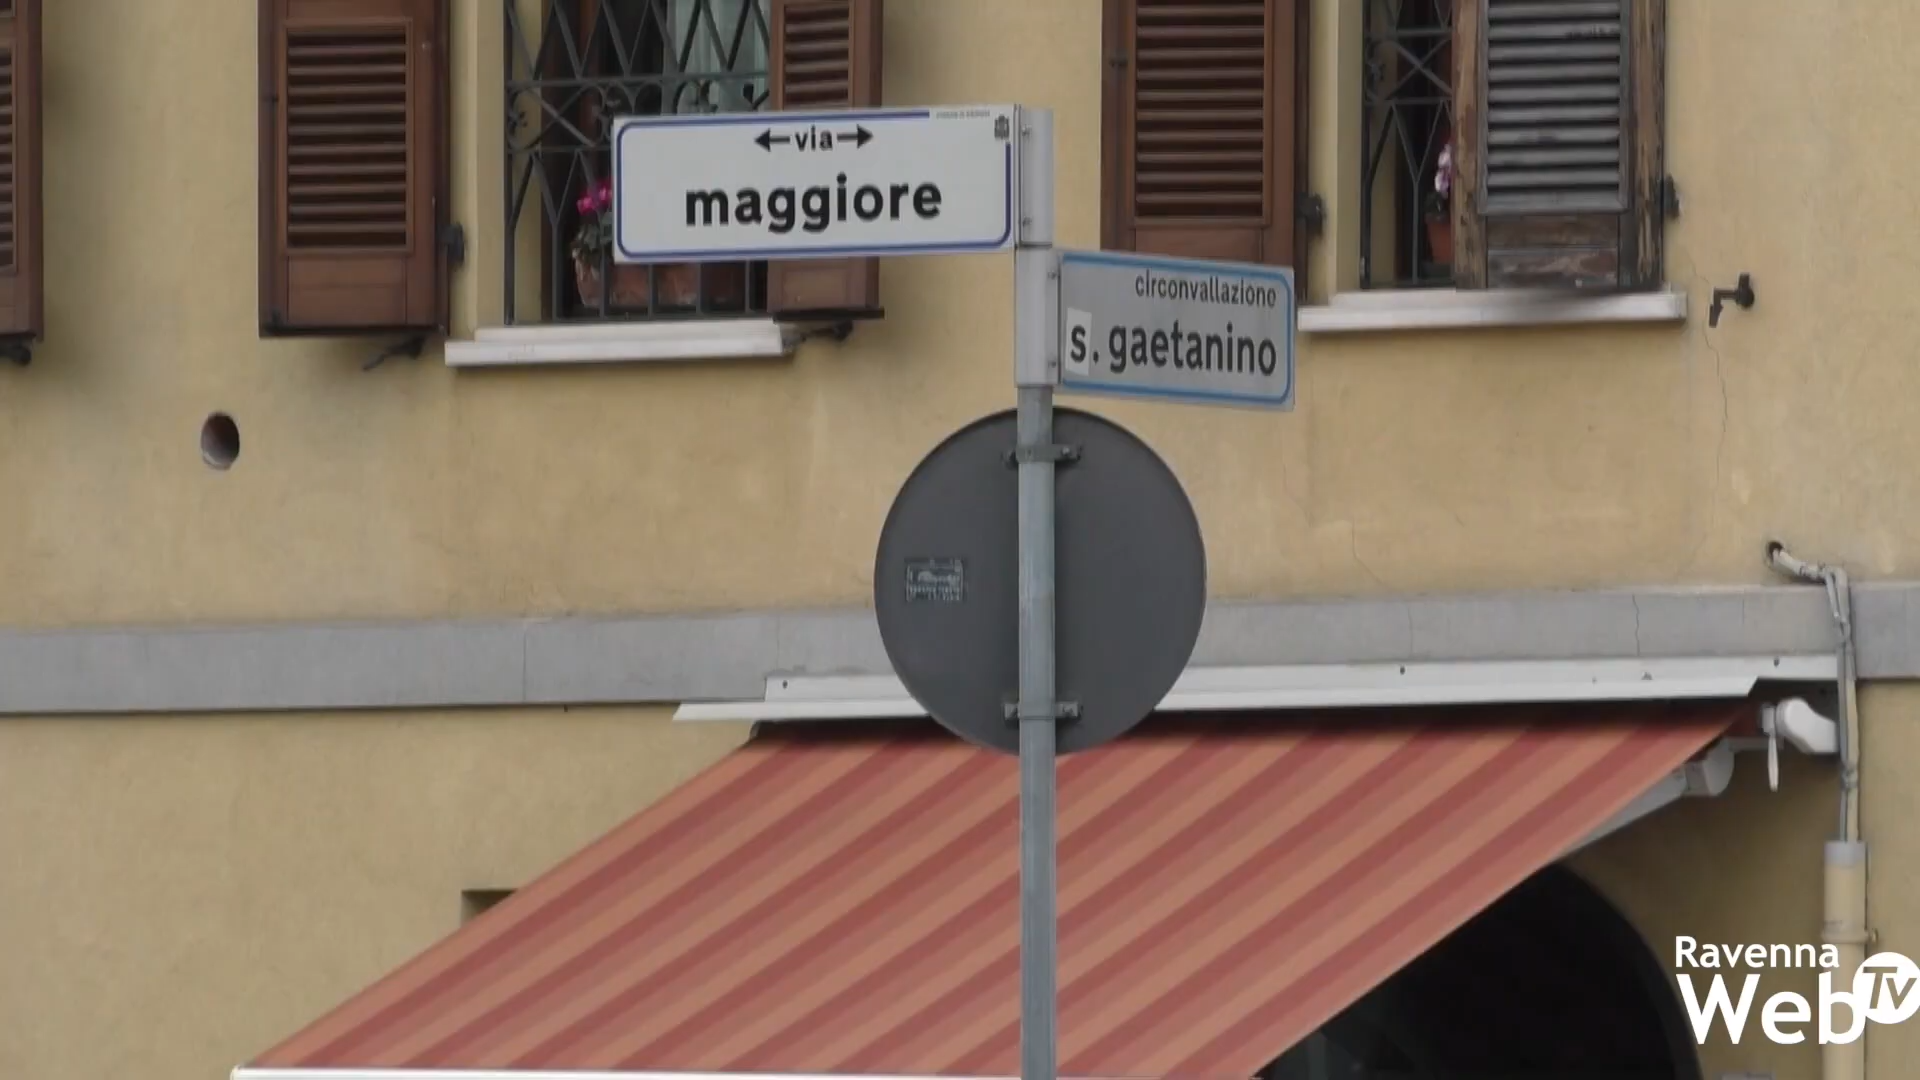 ←via→
maggiore
circonvallazione
s. gaetanino
Ravenna
Web Tv